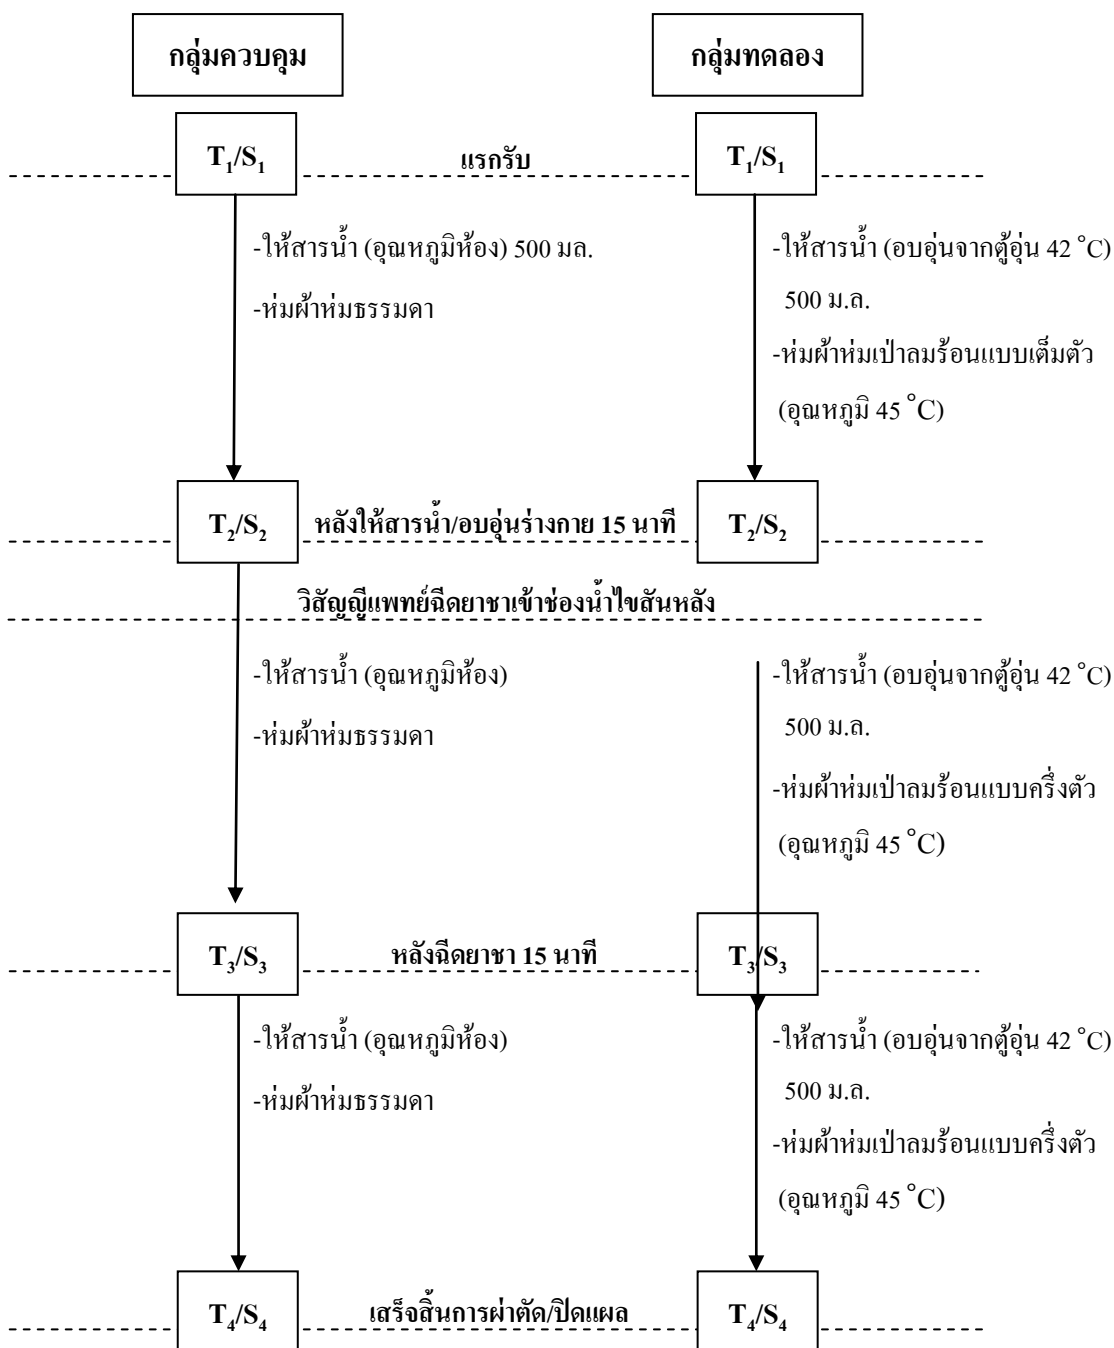 กลุ่มควบคุม
กลุ่มทดลอง
T₁/S₁
แรกรับ
T₁/S₁
-ให้สารน้ำ (อุณหภูมิห้อง) 500 มล.
-ห่มผ้าห่มธรรมดา
-ให้สารน้ำ (อบอุ่นจากตู้อุ่น 42 °C)
500 ม.ล.
-ห่มผ้าห่มเป่าลมร้อนแบบเต็มตัว
(อุณหภูมิ 45 °C)
T₂/S₂
หลังให้สารน้ำ/อบอุ่นร่างกาย 15 นาที
T₂/S₂
วิสัญญีแพทย์ฉีดยาชาเข้าช่องน้ำไขสันหลัง
-ให้สารน้ำ (อุณหภูมิห้อง)
-ห่มผ้าห่มธรรมดา
-ให้สารน้ำ (อบอุ่นจากตู้อุ่น 42 °C)
500 ม.ล.
-ห่มผ้าห่มเป่าลมร้อนแบบครึ่งตัว
(อุณหภูมิ 45 °C)
T₃/S₃
หลังฉีดยาชา 15 นาที
T₃/S₃
-ให้สารน้ำ (อุณหภูมิห้อง)
-ห่มผ้าห่มธรรมดา
-ให้สารน้ำ (อบอุ่นจากตู้อุ่น 42 °C)
500 ม.ล.
-ห่มผ้าห่มเป่าลมร้อนแบบครึ่งตัว
(อุณหภูมิ 45 °C)
T₄/S₄
เสร็จสิ้นการผ่าตัด/ปิดแผล
T₄/S₄